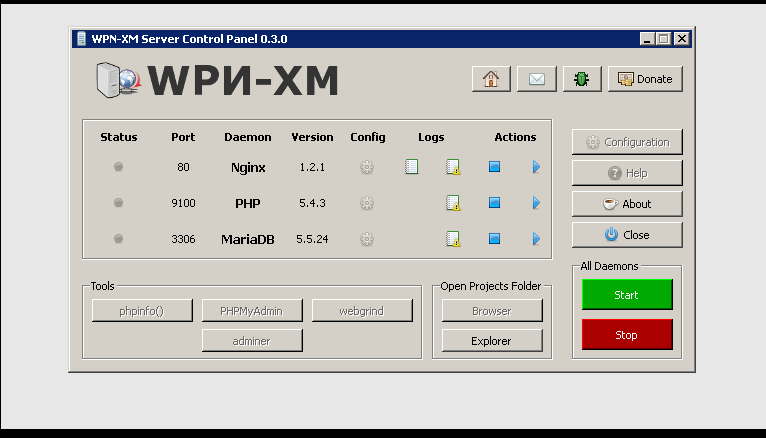 WPN-XM Server Control Panel 0.3.0
WPИ-XM
Donate
Status Port Daemon Version Config Logs Actions
80 Nginx 1.2.1
9100 PHP 5.4.3
3306 MariaDB 5.5.24
Configuration
Help
About
Close
Tools
phpinfo() PHPMyAdmin webgrind
adminer
Open Projects Folder
Browser
Explorer
All Daemons
Start
Stop